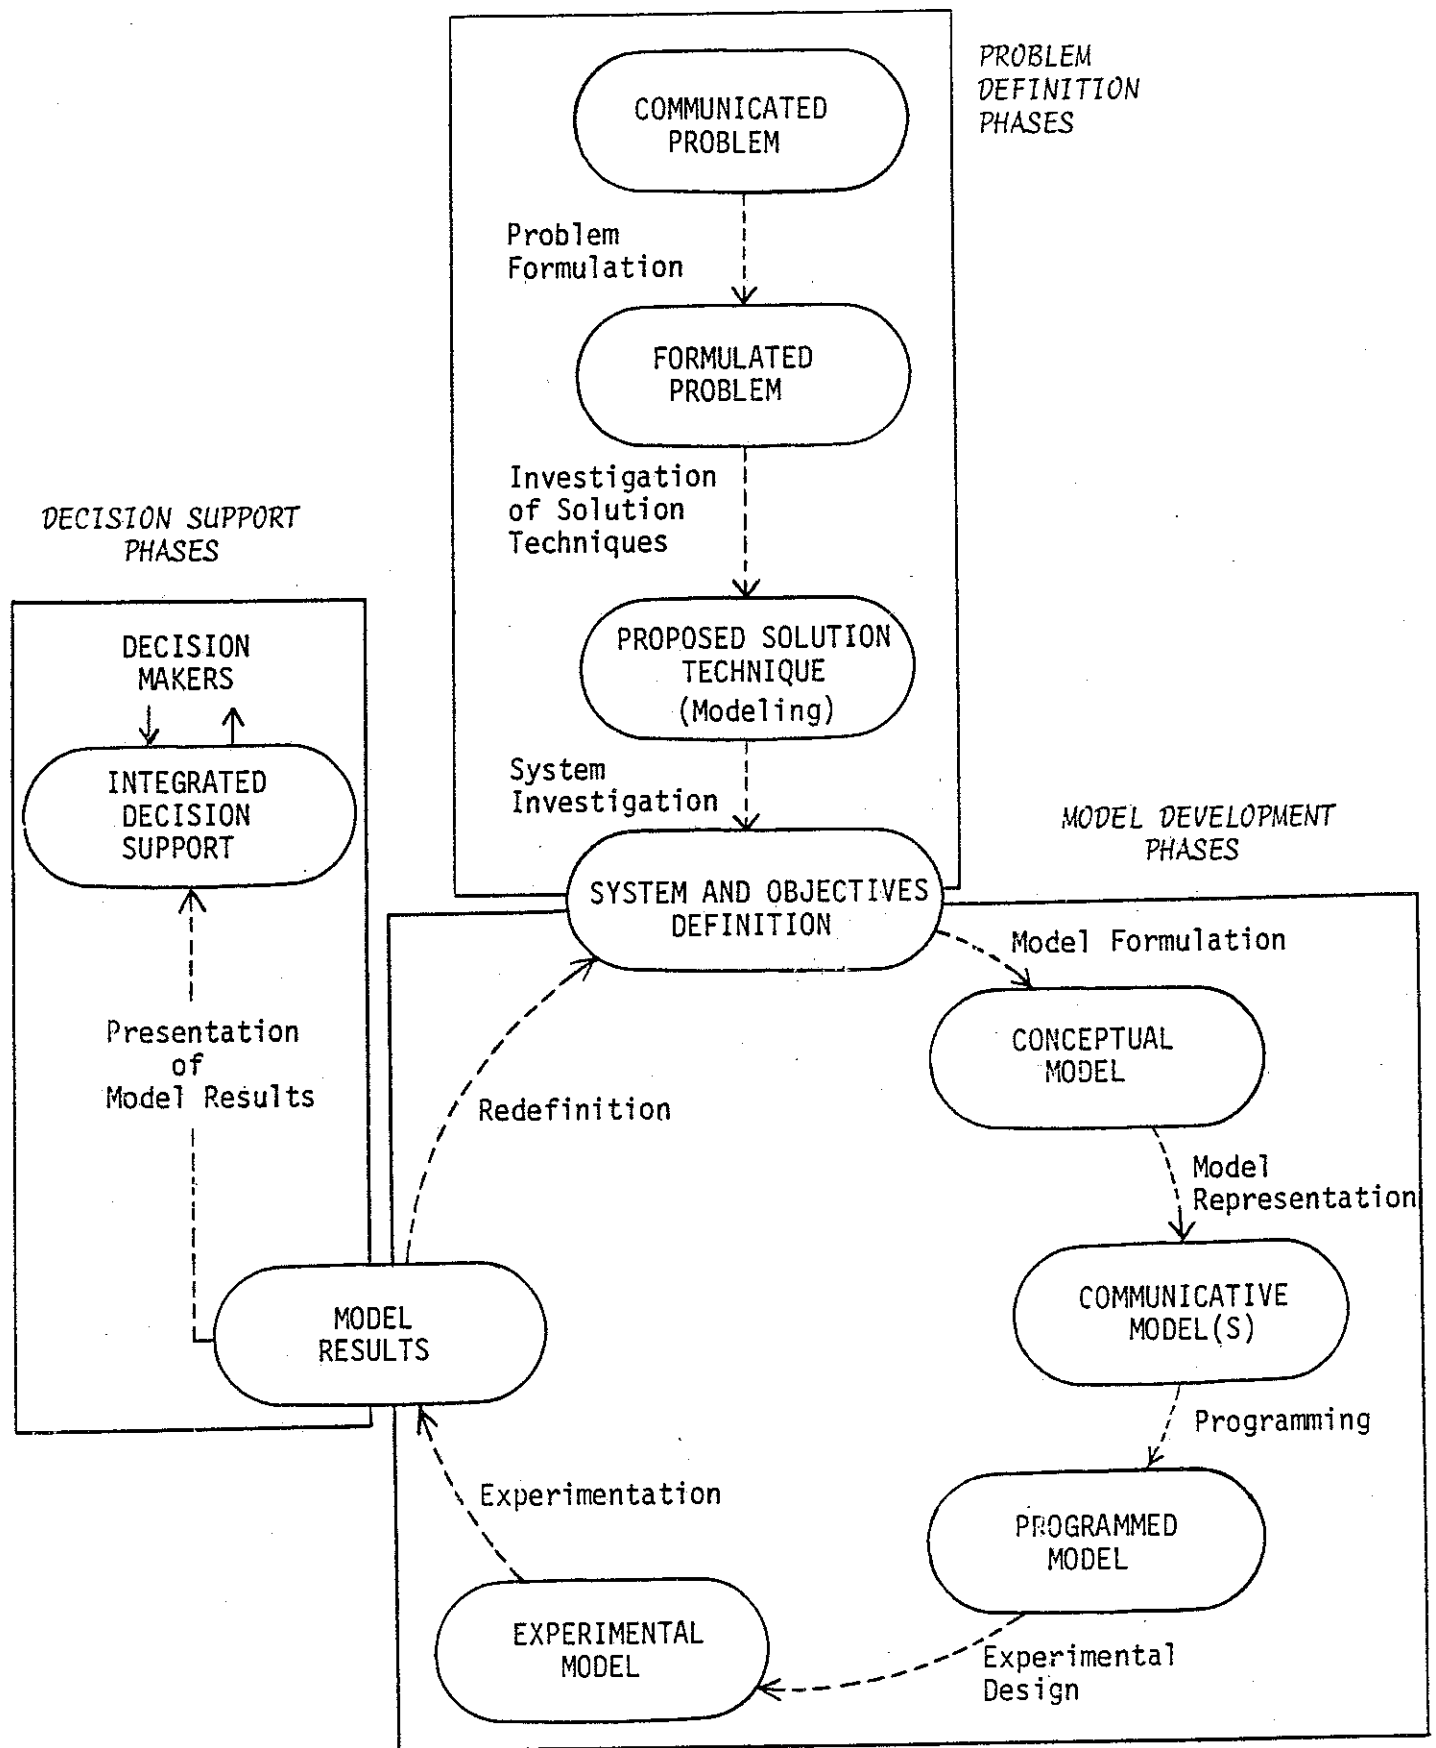 PROBLEM
DEFINITION
PHASES
COMMUNICATED
PROBLEM
Problem
Formulation
FORMULATED
PROBLEM
Investigation
of Solution
Techniques
PROPOSED SOLUTION
TECHNIQUE
(Modeling)
System
Investigation
SYSTEM AND OBJECTIVES
DEFINITION
DECISION SUPPORT
PHASES
DECISION
MAKERS
INTEGRATED
DECISION
SUPPORT
Presentation
of
Model Results
MODEL DEVELOPMENT
PHASES
Model Formulation
CONCEPTUAL
MODEL
Model
Representation
COMMUNICATIVE
MODEL(S)
Programming
PROGRAMMED
MODEL
Experimental
Design
EXPERIMENTAL
MODEL
Experimentation
MODEL
RESULTS
Redefinition